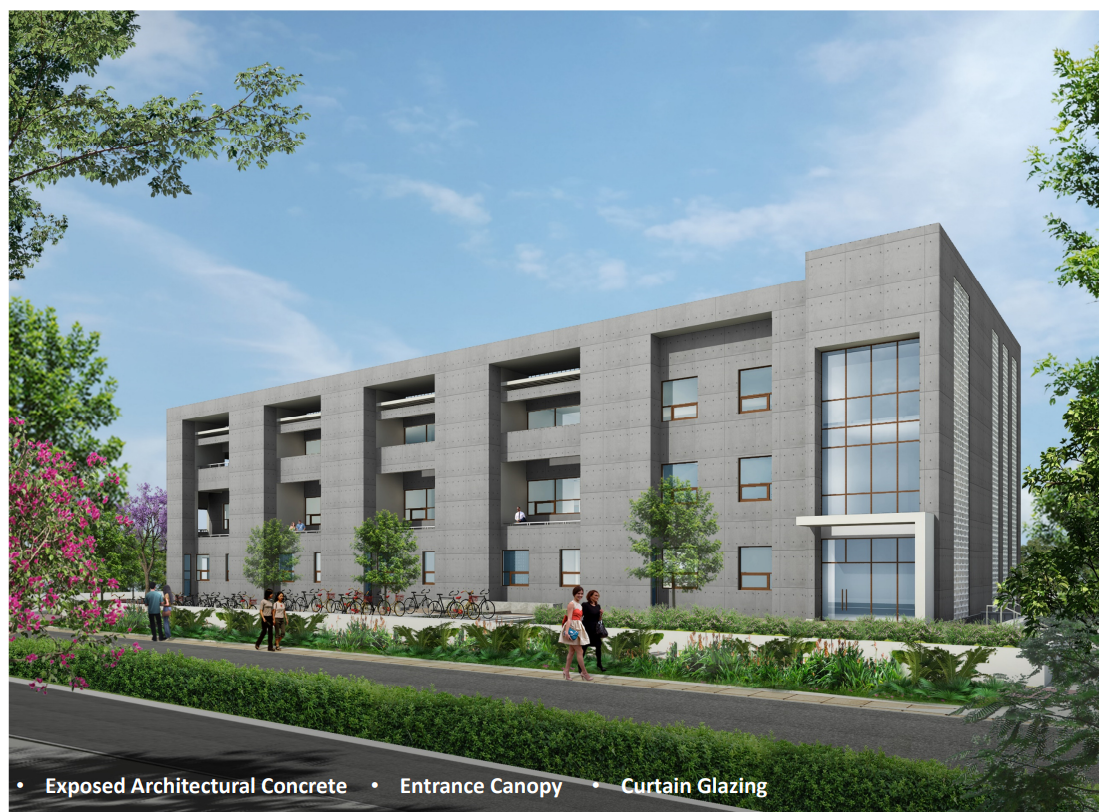 • Exposed Architectural Concrete • Entrance Canopy • Curtain Glazing